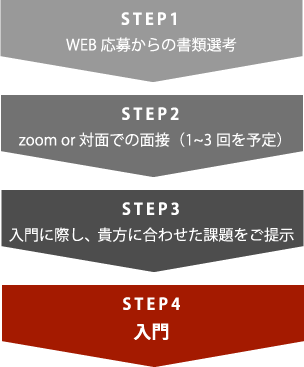 STEP1
WEB 応募からの書類選考
STEP2
zoom or 対面での面接（1~3 回を予定）
STEP3
入門に際し、貴方に合わせた課題をご提示
STEP4
入門